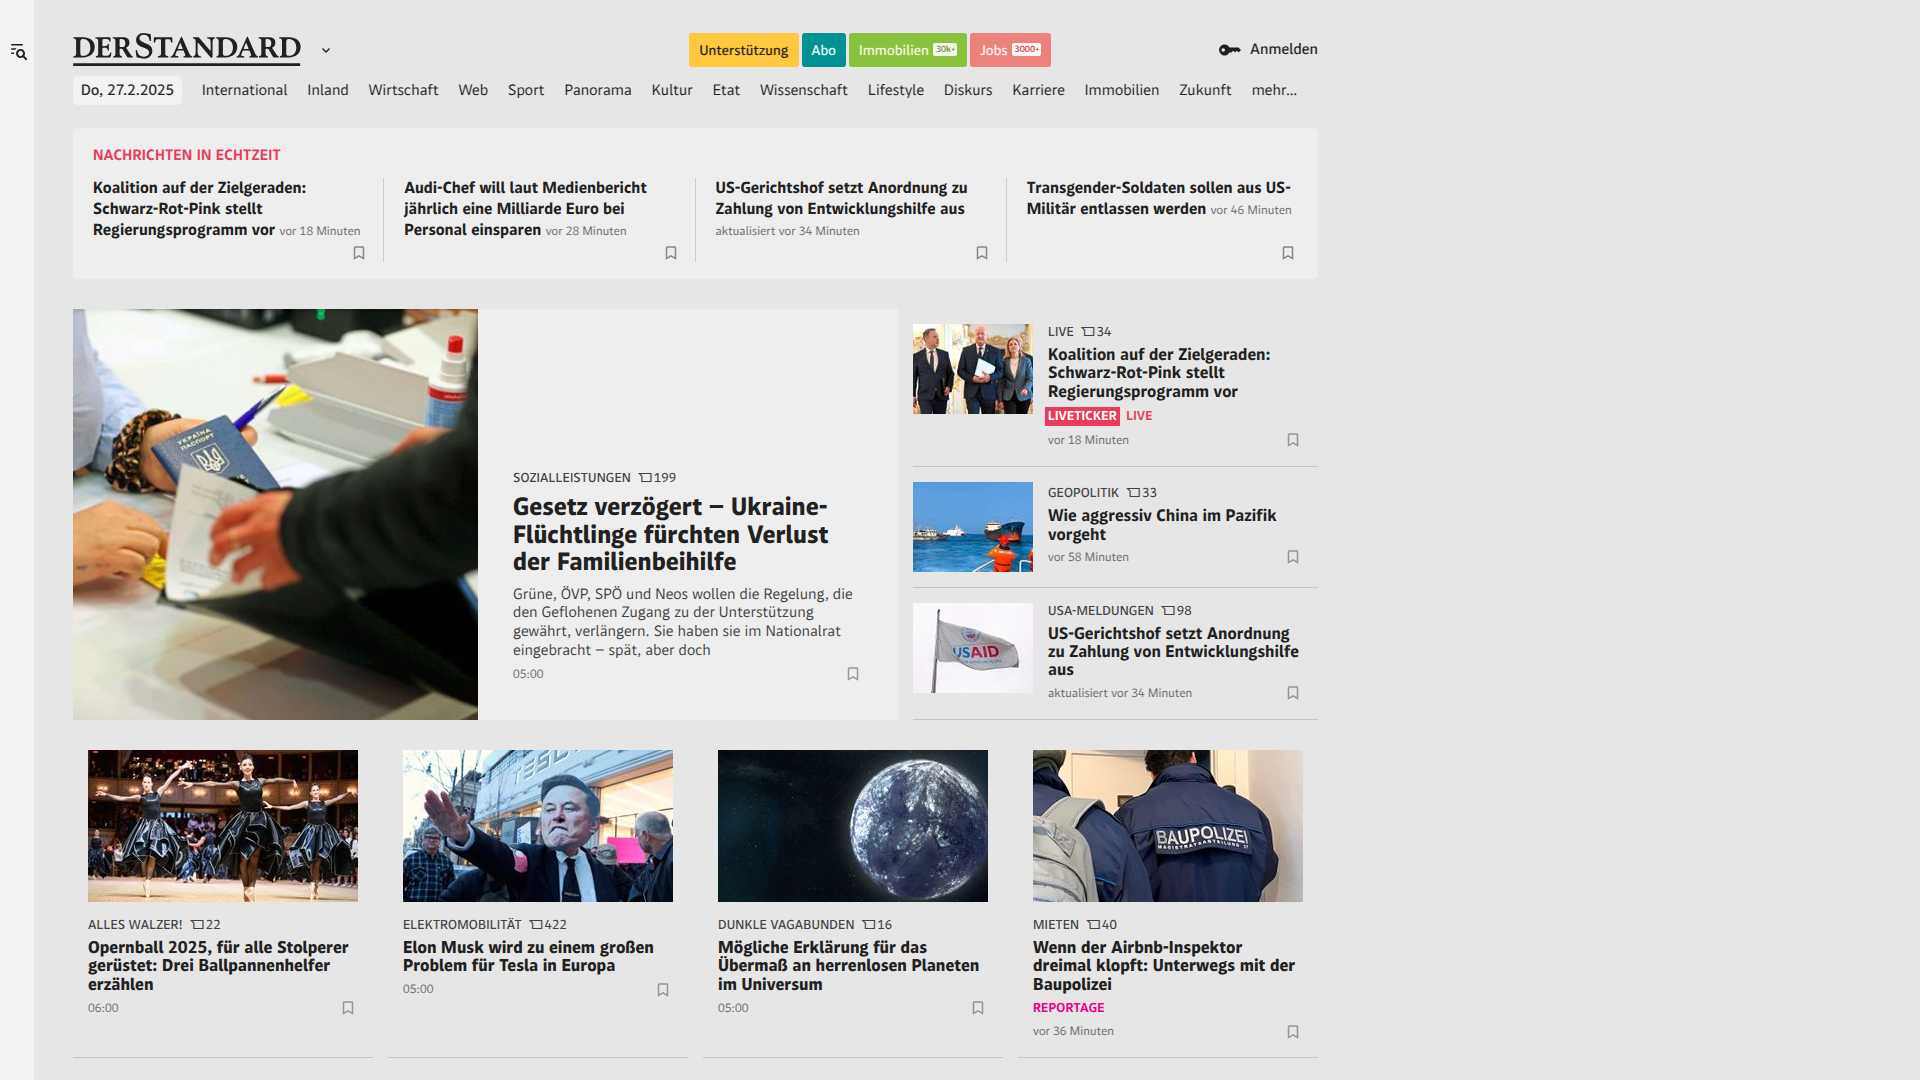 DERSTANDARD
Unterstützung
Abo
Immobilien 30k+
Jobs 3000+
Anmelden
Do, 27.2.2025
International
Inland
Wirtschaft
Web
Sport
Panorama
Kultur
Etat
Wissenschaft
Lifestyle
Diskurs
Karriere
Immobilien
Zukunft
mehr...
NACHRICHTEN IN ECHTZEIT
Koalition auf der Zielgeraden:
Schwarz-Rot-Pink stellt
Regierungsprogramm vor vor 18 Minuten
Audi-Chef will laut Medienbericht
jährlich eine Milliarde Euro bei
Personal einsparen vor 28 Minuten
US-Gerichtshof setzt Anordnung zu
Zahlung von Entwicklungshilfe aus
aktualisiert vor 34 Minuten
Transgender-Soldaten sollen aus US-
Militär entlassen werden vor 46 Minuten
УКРАЇНА
ПАСПОРТ
SOZIALLEISTUNGEN 199
Gesetz verzögert – Ukraine-
Flüchtlinge fürchten Verlust
der Familienbeihilfe
Grüne, ÖVP, SPÖ und Neos wollen die Regelung, die
den Geflohenen Zugang zu der Unterstützung
gewährt, verlängern. Sie haben sie im Nationalrat
eingebracht – spät, aber doch
05:00
LIVE 34
Koalition auf der Zielgeraden:
Schwarz-Rot-Pink stellt
Regierungsprogramm vor
LIVETICKER LIVE
vor 18 Minuten
GEOPOLITIK 33
Wie aggressiv China im Pazifik
vorgeht
vor 58 Minuten
USAID
USA-MELDUNGEN 98
US-Gerichtshof setzt Anordnung
zu Zahlung von Entwicklungshilfe
aus
aktualisiert vor 34 Minuten
ALLES WALZER! 22
Opernball 2025, für alle Stolperer
gerüstet: Drei Ballpannenhelfer
erzählen
06:00
TESL
ELEKTROMOBILITÄT 422
Elon Musk wird zu einem großen
Problem für Tesla in Europa
05:00
DUNKLE VAGABUNDEN 16
Mögliche Erklärung für das
Übermaß an herrenlosen Planeten
im Universum
05:00
BAUPOLIZEI
MAGISTRATSABTEILUNG 37
MIETEN 40
Wenn der Airbnb-Inspektor
dreimal klopft: Unterwegs mit der
Baupolizei
REPORTAGE
vor 36 Minuten